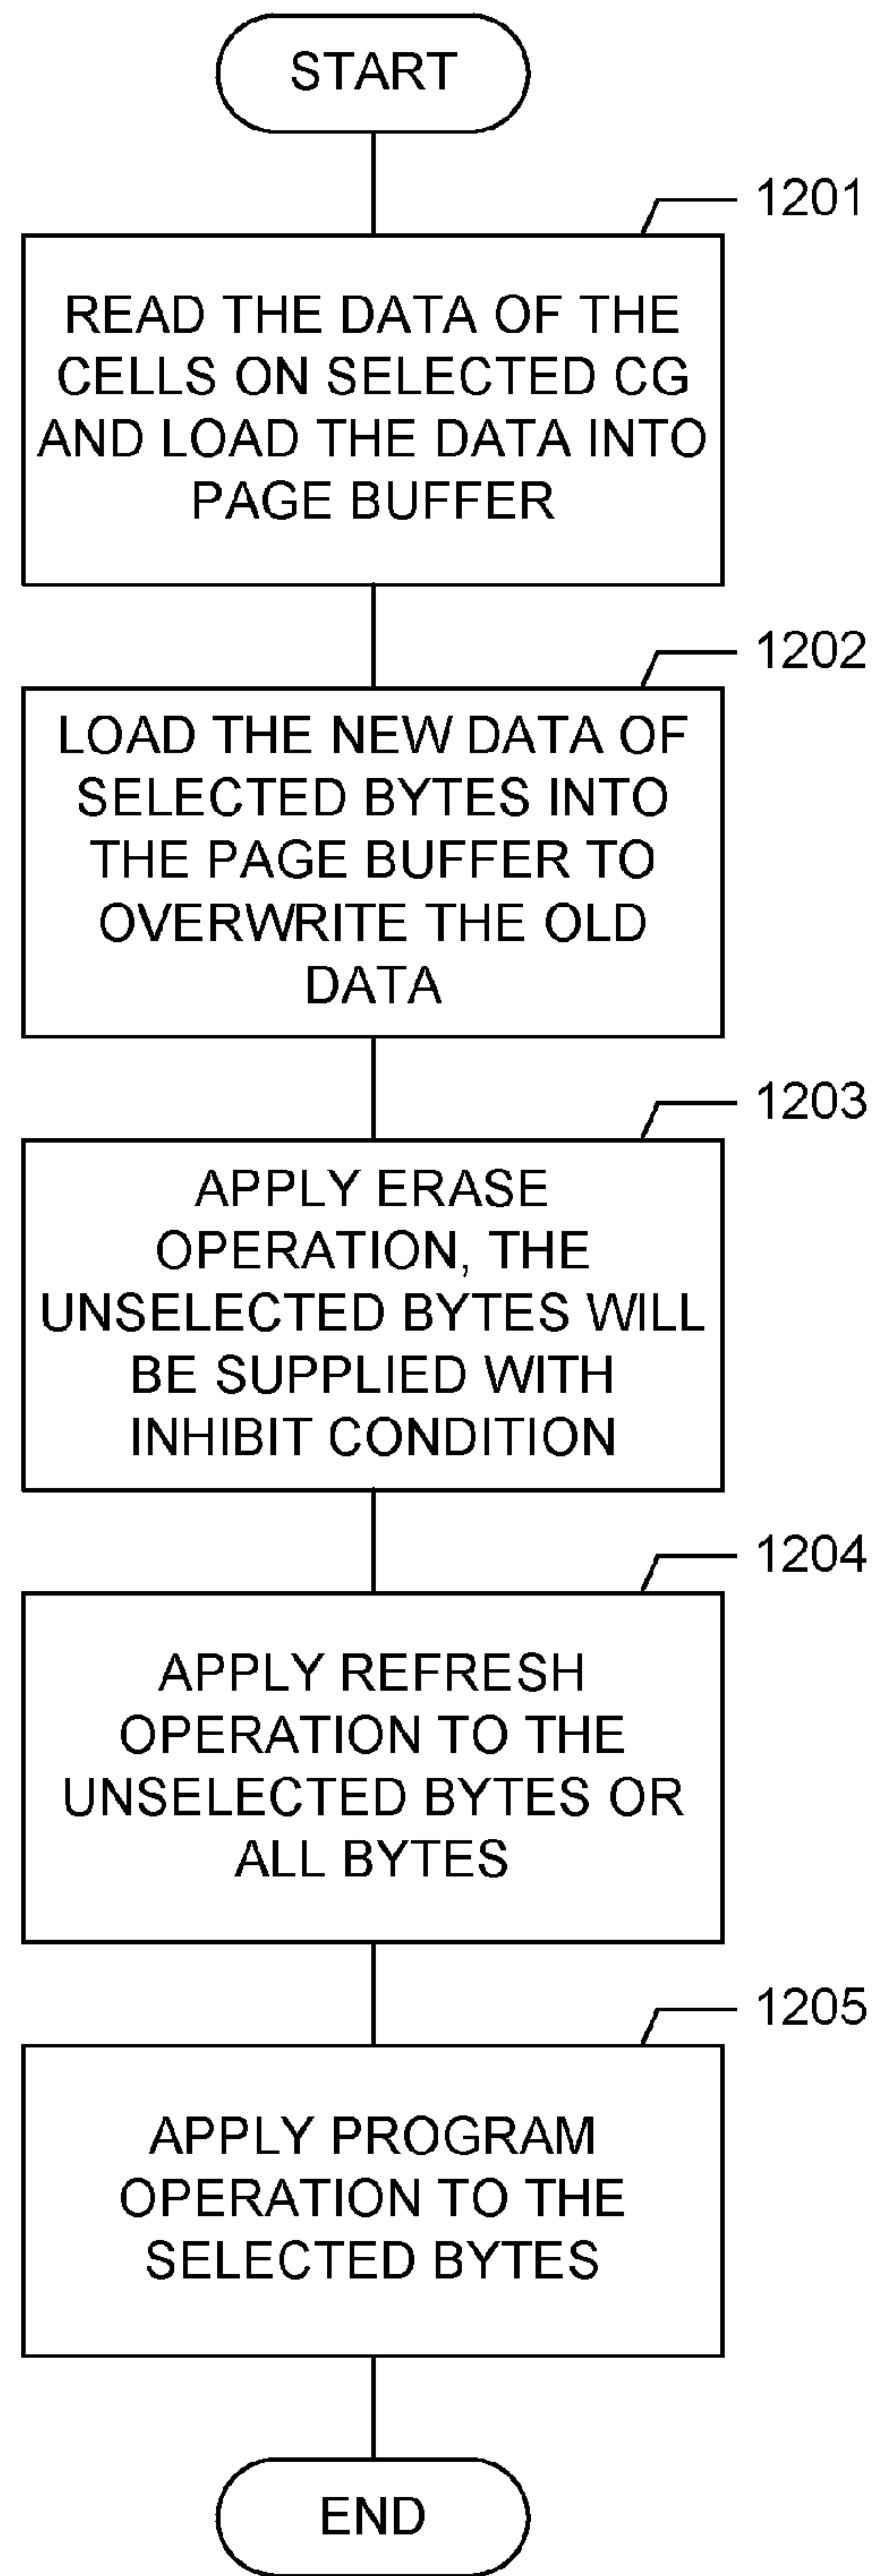 START
1201
READ THE DATA OF THE
CELLS ON SELECTED CG
AND LOAD THE DATA INTO
PAGE BUFFER
1202
LOAD THE NEW DATA OF
SELECTED BYTES INTO
THE PAGE BUFFER TO
OVERWRITE THE OLD
DATA
1203
APPLY ERASE
OPERATION, THE
UNSELECTED BYTES WILL
BE SUPPLIED WITH
INHIBIT CONDITION
1204
APPLY REFRESH
OPERATION TO THE
UNSELECTED BYTES OR
ALL BYTES
1205
APPLY PROGRAM
OPERATION TO THE
SELECTED BYTES
END